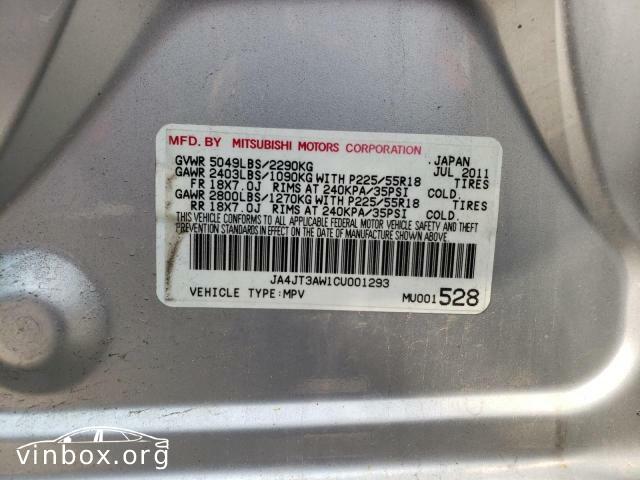 MFD. BY MITSUBISHI MOTORS CORPORATION
GVWR 5049LBS/2290KG JAPAN JUL 2011
GAWR 2403LBS/1090KG WITH P225/55R18 TIRES
FR 18X7.0J RIMS AT 240KPA/35PSI COLD.
GAWR 2800LBS/1270KG WITH P225/55R18 TIRES
RR 18X7.0J RIMS AT 240KPA/35PSI COLD.
THIS VEHICLE CONFORMS TO ALL APPLICABLE FEDERAL MOTOR VEHICLE SAFETY AND THEFT
PREVENTION STANDARDS IN EFFECT ON THE DATE OF MANUFACTURE SHOWN ABOVE.
JA4JT3AW1CU001293
VEHICLE TYPE:MPV MU001528
vinbox.org